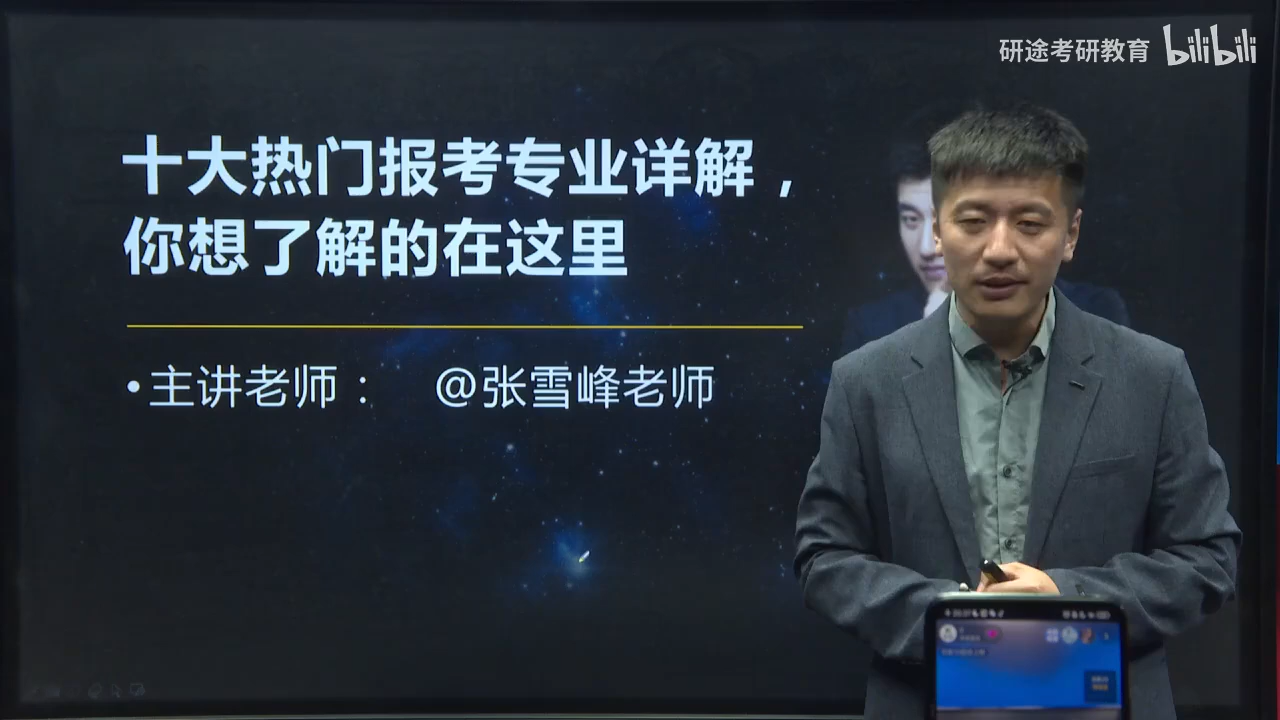 研途考研教育 bilibili
十大热门报考专业详解，
你想了解的在这里
•主讲老师： @张雪峰老师